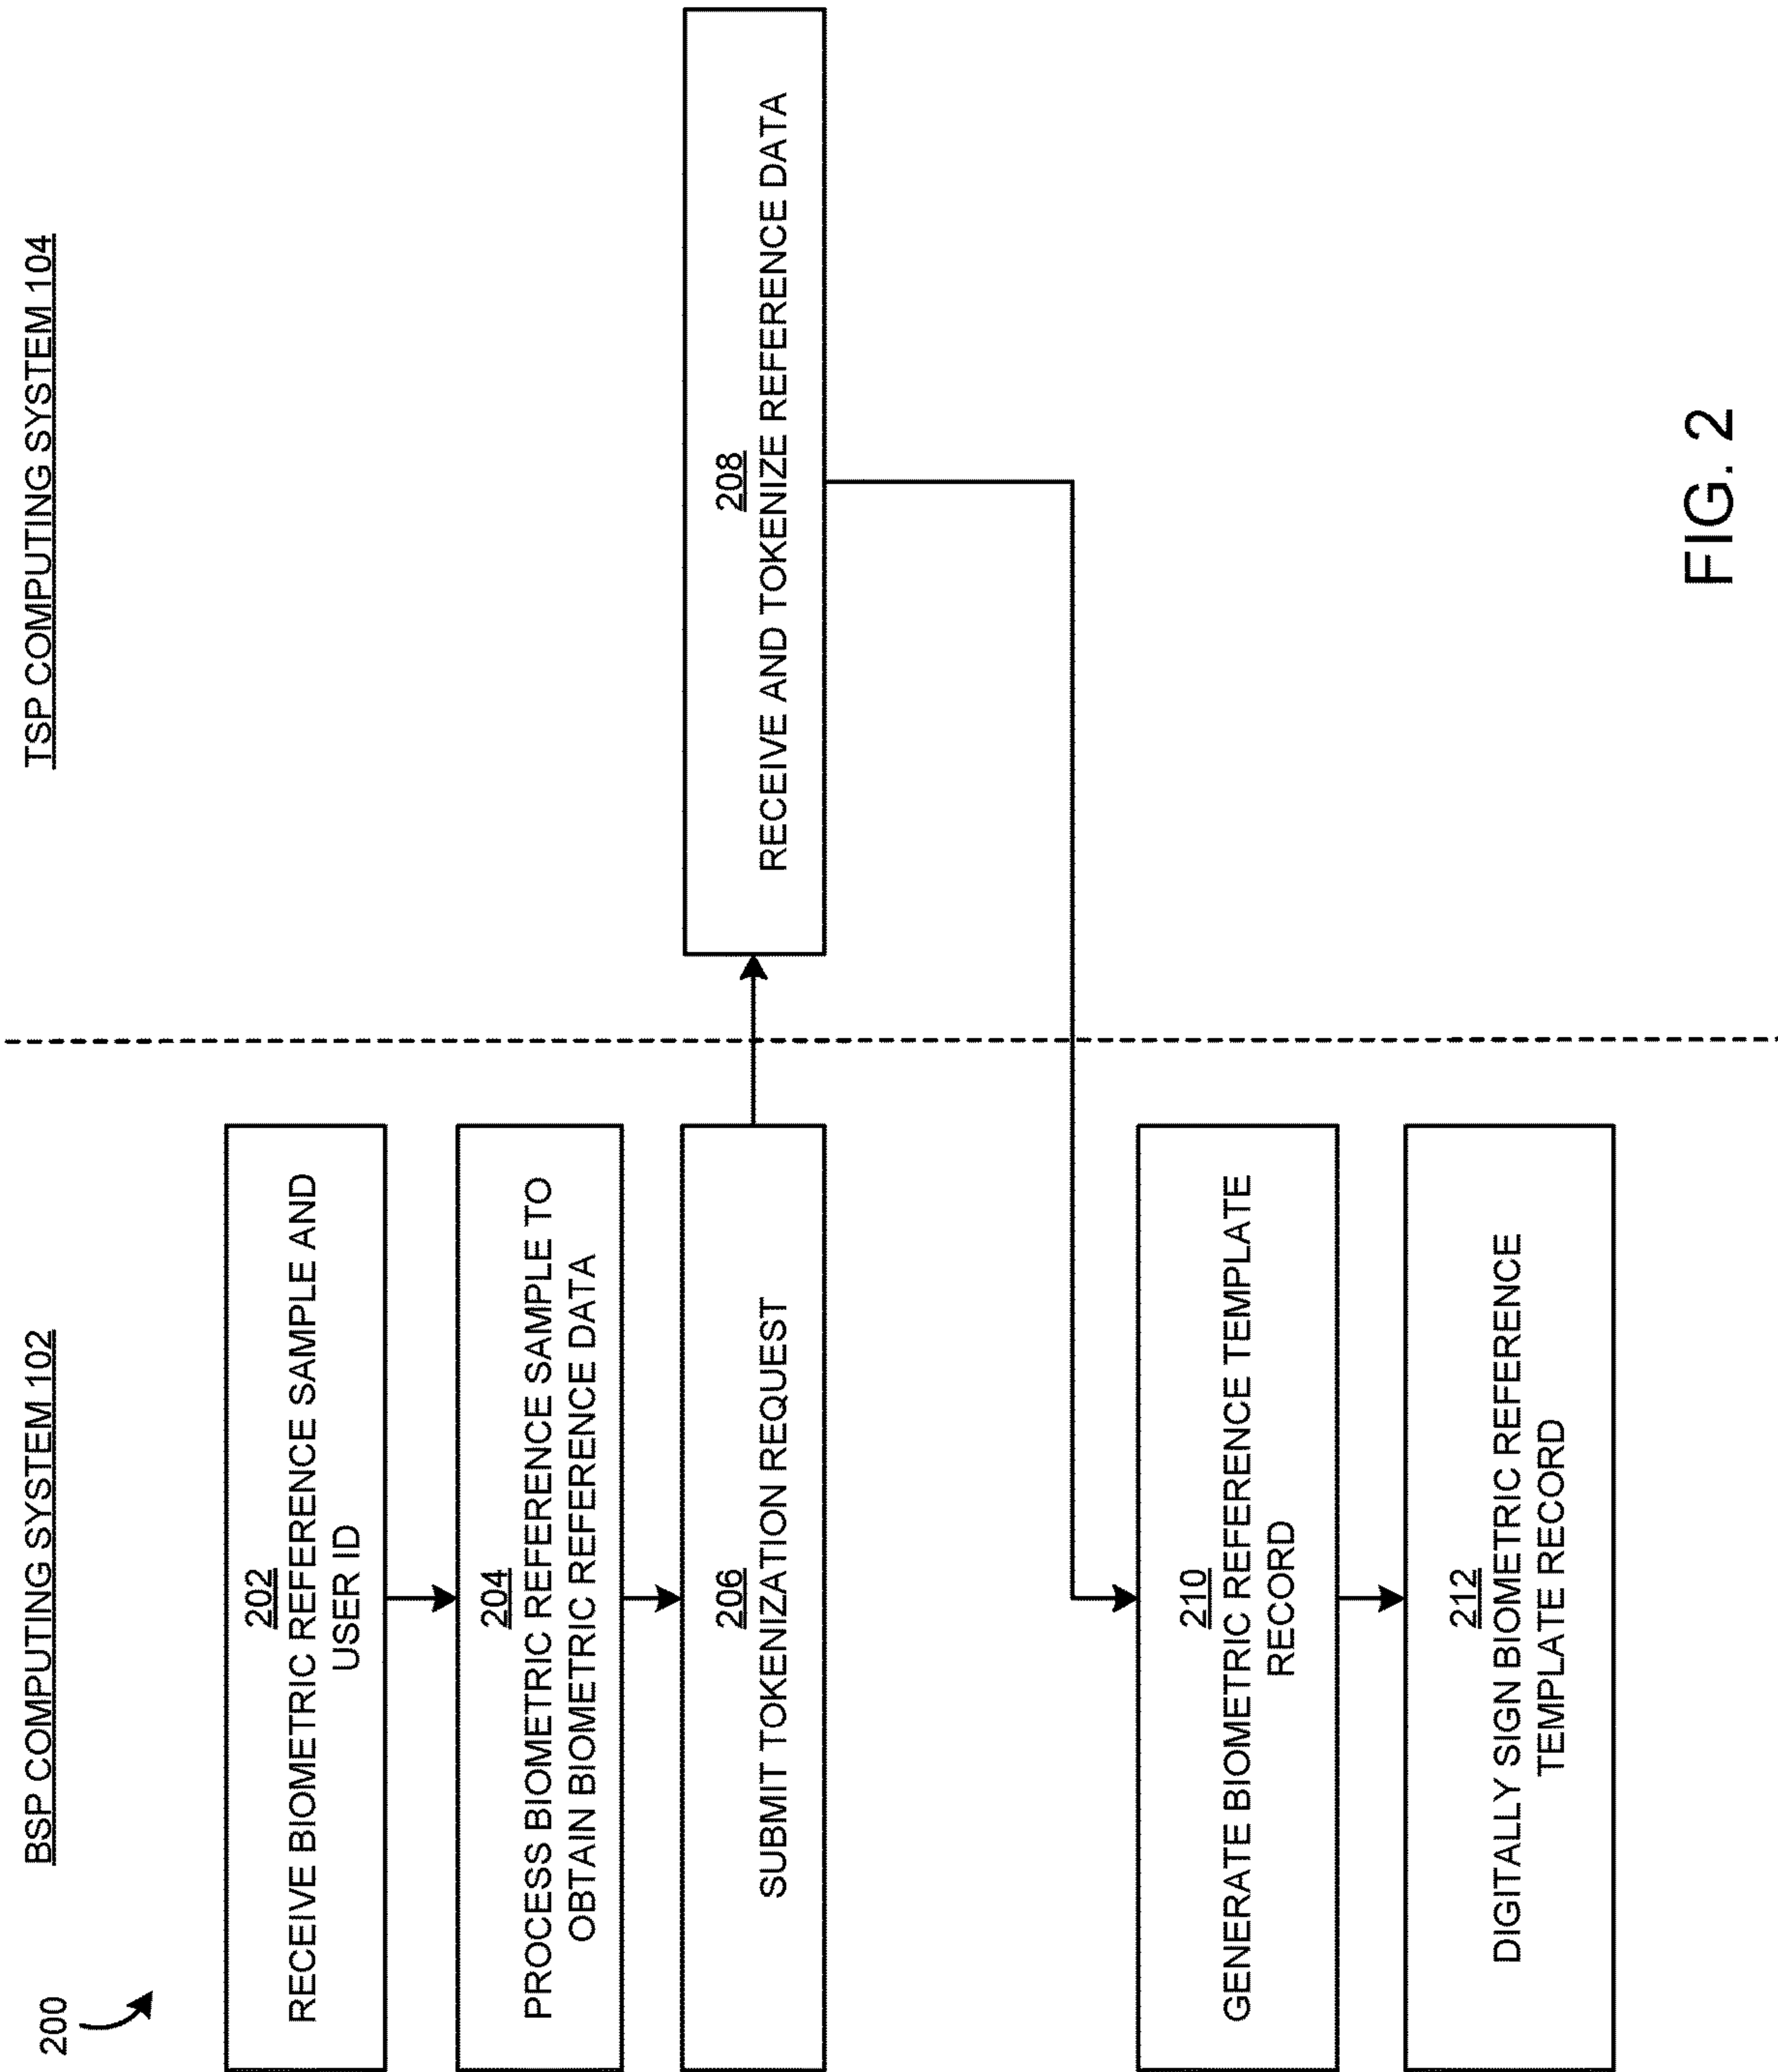 200
BSP COMPUTING SYSTEM 102
TSP COMPUTING SYSTEM 104
202
RECEIVE BIOMETRIC REFERENCE SAMPLE AND
USER ID
204
PROCESS BIOMETRIC REFERENCE SAMPLE TO
OBTAIN BIOMETRIC REFERENCE DATA
206
SUBMIT TOKENIZATION REQUEST
208
RECEIVE AND TOKENIZE REFERENCE DATA
210
GENERATE BIOMETRIC REFERENCE TEMPLATE
RECORD
212
DIGITALLY SIGN BIOMETRIC REFERENCE
TEMPLATE RECORD
FIG. 2